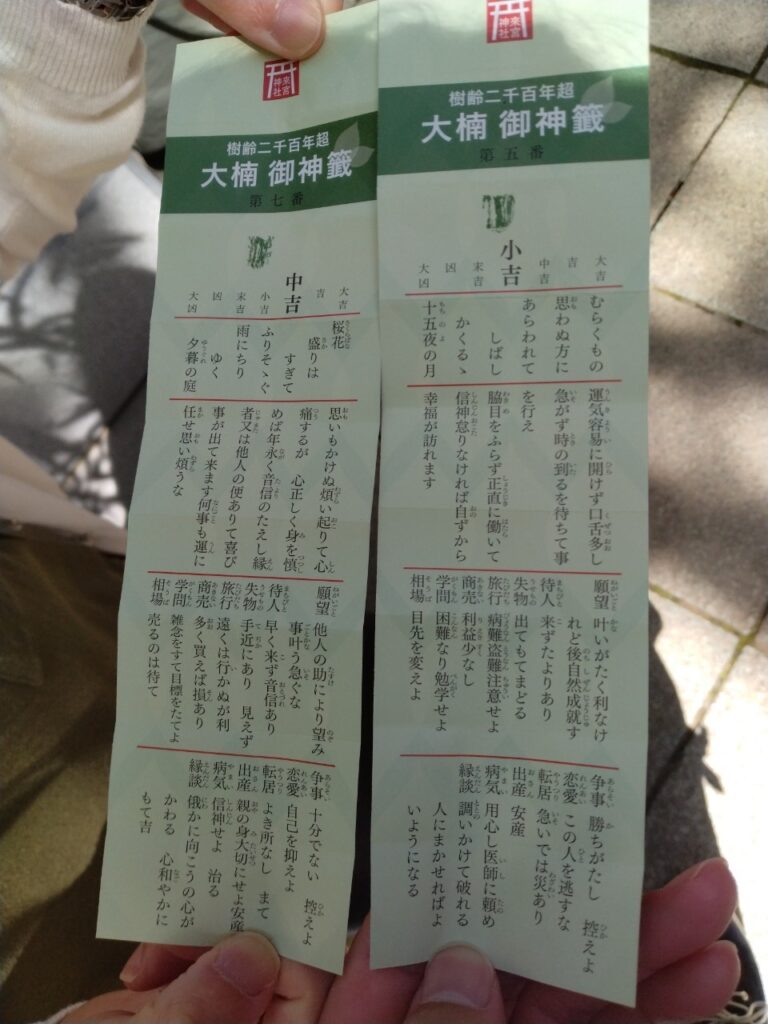 來宮
神社
樹齢二千百年超
大楠 御神籤
第五番
大吉
吉
中吉
小吉
末吉
凶
大凶
むらくもの
思わぬ方に
あらわれて
しばし
かくるゝ
十五夜の月
運気容易に開けず口舌多し
急がず時の到るを待ちて事
を行え
脇目をふらず正直に働いて
信神怠りなければ自ずから
幸福が訪れます
願望 叶いがたく利なけ
れど後自然成就す
待人 来ずたよりあり
失物 出てもてまどる
旅行 病難盗難注意せよ
商売 利益少なし
学問 困難なり勉学せよ
相場 目先を変えよ
争事 勝ちがたし 控えよ
恋愛 この人を逃すな
転居 急いでは災あり
出産 安産
病気 用心し医師に頼め
縁談 調いかけて破れる
人にまかせればよ
いようになる
來宮
神社
樹齢二千百年超
大楠 御神籤
第七番
大吉
吉
中吉
小吉
末吉
凶
大凶
桜花
盛りは
すぎて
ふりそゝぐ
雨にちり
ゆく
夕暮の庭
思いもかけぬ煩い起りて心
痛するが 心正しく身を慎
めば年永く音信のたえし縁
者又は他人の便ありて喜び
事が出て来ます何事も運に
任せ思い煩うな
願望 他人の助により望み
事叶う急ぐな
待人 早く来ず音信あり
失物 手近にあり 見えず
旅行 遠くは行かぬが利
商売 多く買えば損あり
学問 雑念をすて目標をたてよ
相場 売るのは待て
争事 十分でない 控えよ
恋愛 自己を抑えよ
転居 よき所なし まて
出産 親の身大切にせよ安産
病気 信神せよ 治る
縁談 俄かに向こうの心が
かわる 心和やかに
もて吉